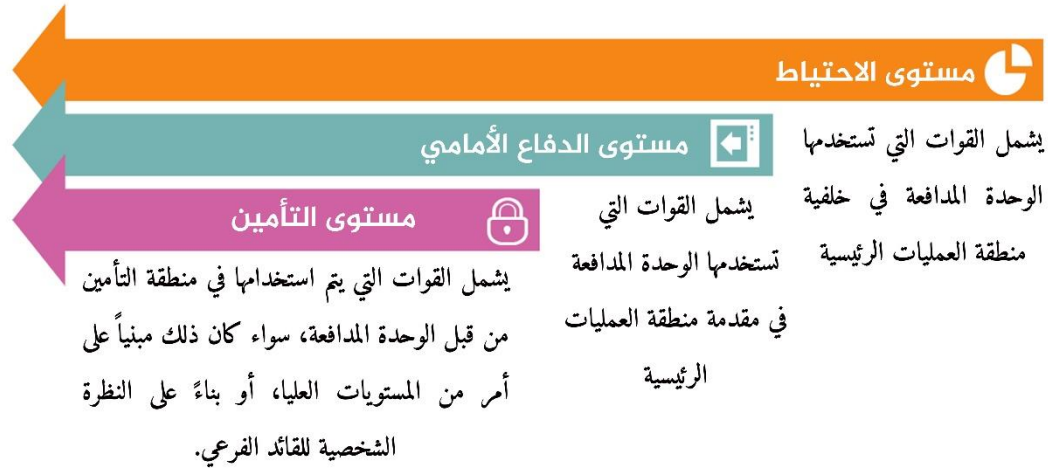 مستوى الاحتياط
يشمل القوات التي تستخدمها
الوحدة المدافعة في خلفية
منطقة العمليات الرئيسية
مستوى الدفاع الأمامي
يشمل القوات التي
تستخدمها الوحدة المدافعة
في مقدمة منطقة العمليات
الرئيسية
مستوى التأمين
يشمل القوات التي يتم استخدامها في منطقة التأمين
من قبل الوحدة المدافعة، سواء كان ذلك مبنياً على
أمر من المستويات العليا، أو بناءً على النظرة
الشخصية للقائد الفرعي.